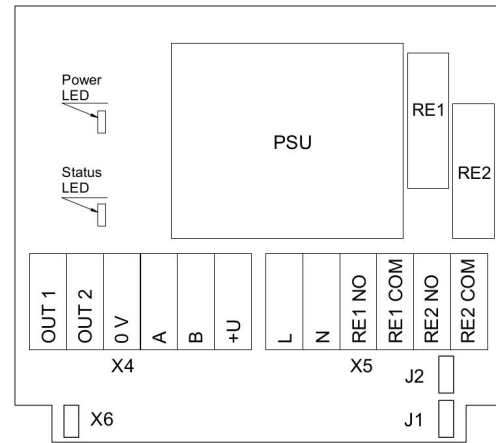 Power
LED
PSU
RE1
RE2
Status
LED
OUT 1
OUT 2
0 V
A
B
+U
L
N
RE1 NO
RE1 COM
RE2 NO
RE2 COM
X4
X5
J2
X6
J1